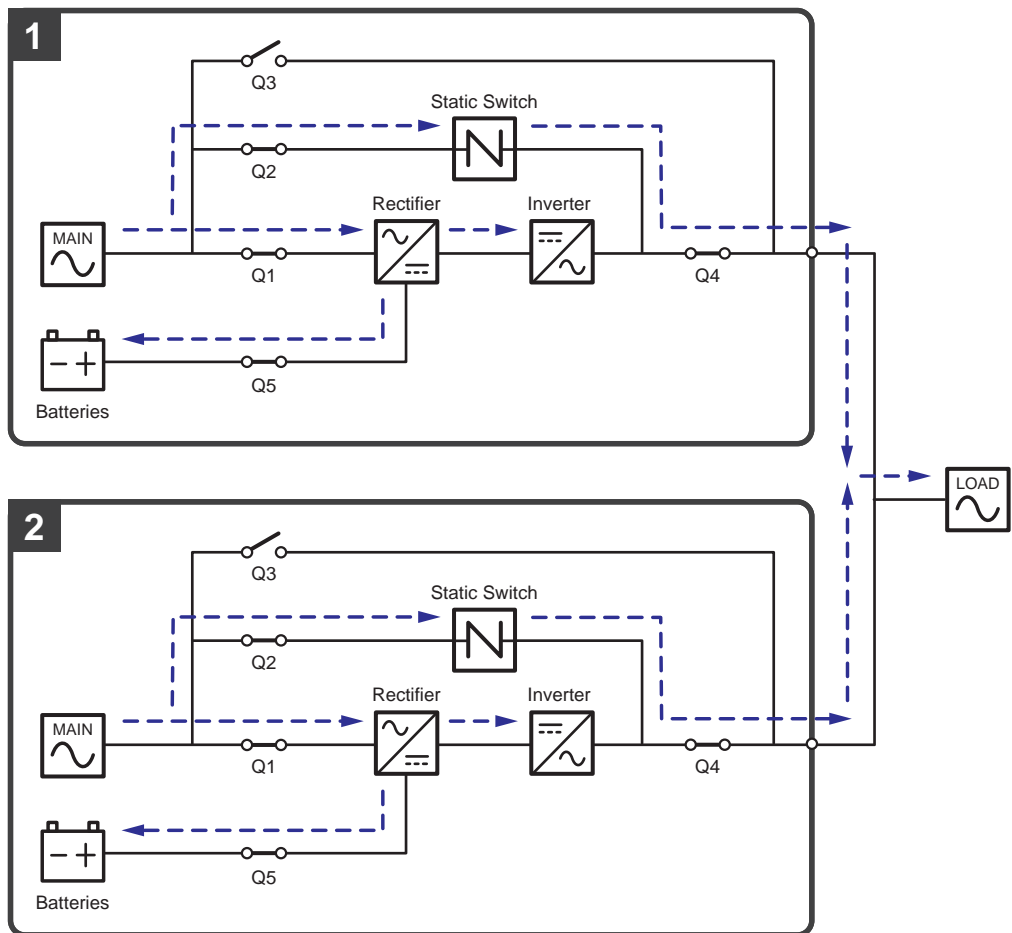 1
Q3
Static Switch
Q2
Rectifier
Inverter
MAIN
Q1
Q4
Q5
Batteries
LOAD
2
Q3
Static Switch
Q2
Rectifier
Inverter
MAIN
Q1
Q4
Q5
Batteries